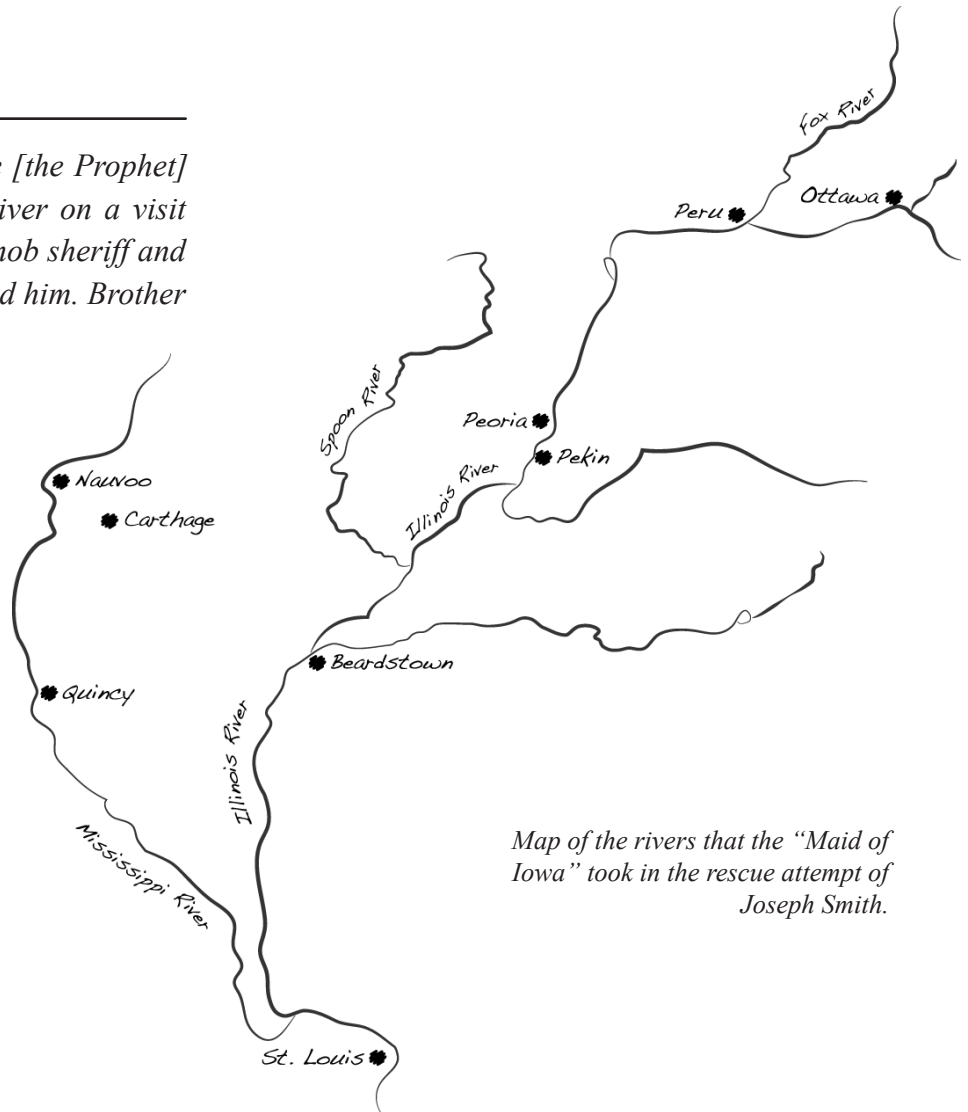 [the Prophet]
iver on a visit
nob sheriff and
d him. Brother
Fox River
Ottawa
Peru
Spoon River
Peoria
Pekin
Illinois River
Nauvoo
Carthage
Beardstown
Quincy
Illinois River
Mississippi River
Map of the rivers that the “Maid of
Iowa” took in the rescue attempt of
Joseph Smith.
St. Louis